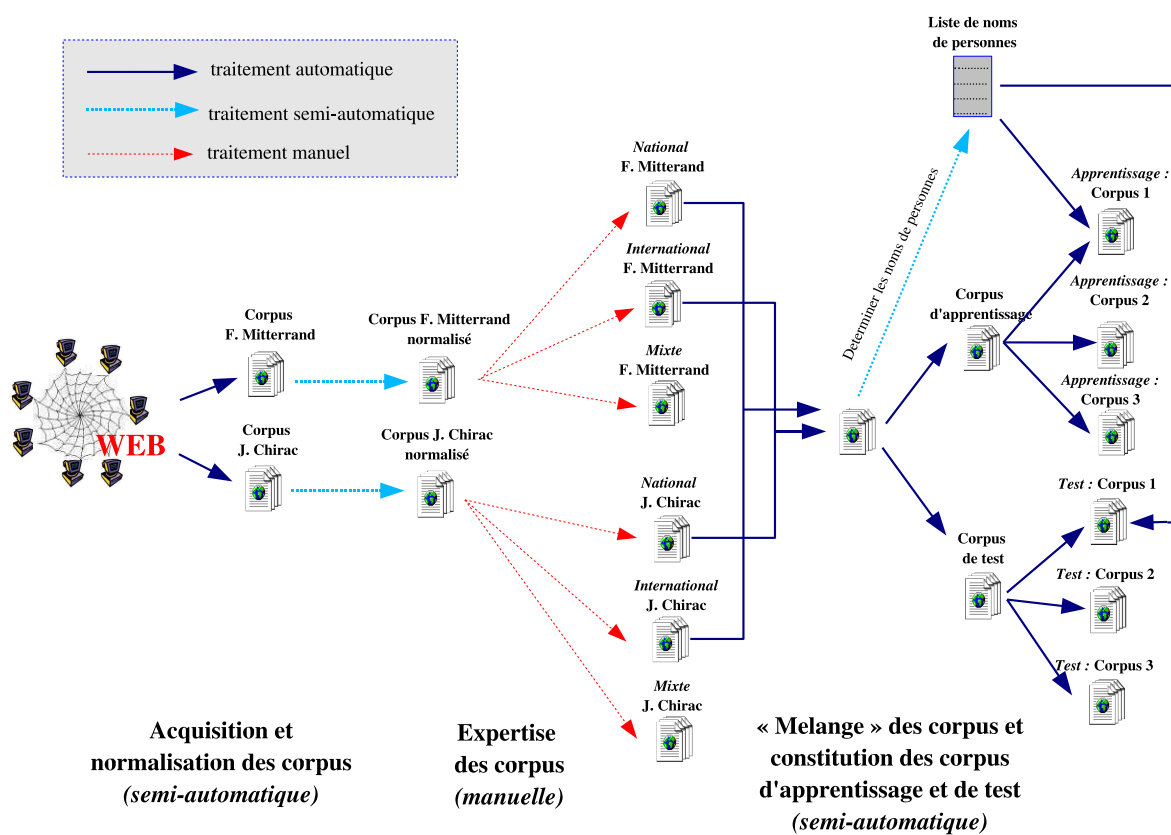 traitement automatique
traitement semi-automatique
traitement manuel
Liste de noms
de personnes
National
F. Mitterrand
International
F. Mitterrand
Mixte
F. Mitterrand
Corpus
F. Mitterrand
Corpus F. Mitterrand
normalisé
WEB
Corpus
J. Chirac
Corpus J. Chirac
normalisé
National
J. Chirac
International
J. Chirac
Mixte
J. Chirac
Determiner les noms de personnes
Corpus
d'apprentissage
Apprentissage :
Corpus 1
Apprentissage :
Corpus 2
Apprentissage :
Corpus 3
Corpus
de test
Test : Corpus 1
Test : Corpus 2
Test : Corpus 3
Acquisition et
normalisation des corpus
(semi-automatique)
Expertise
des corpus
(manuelle)
« Melange » des corpus et
constitution des corpus
d'apprentissage et de test
(semi-automatique)